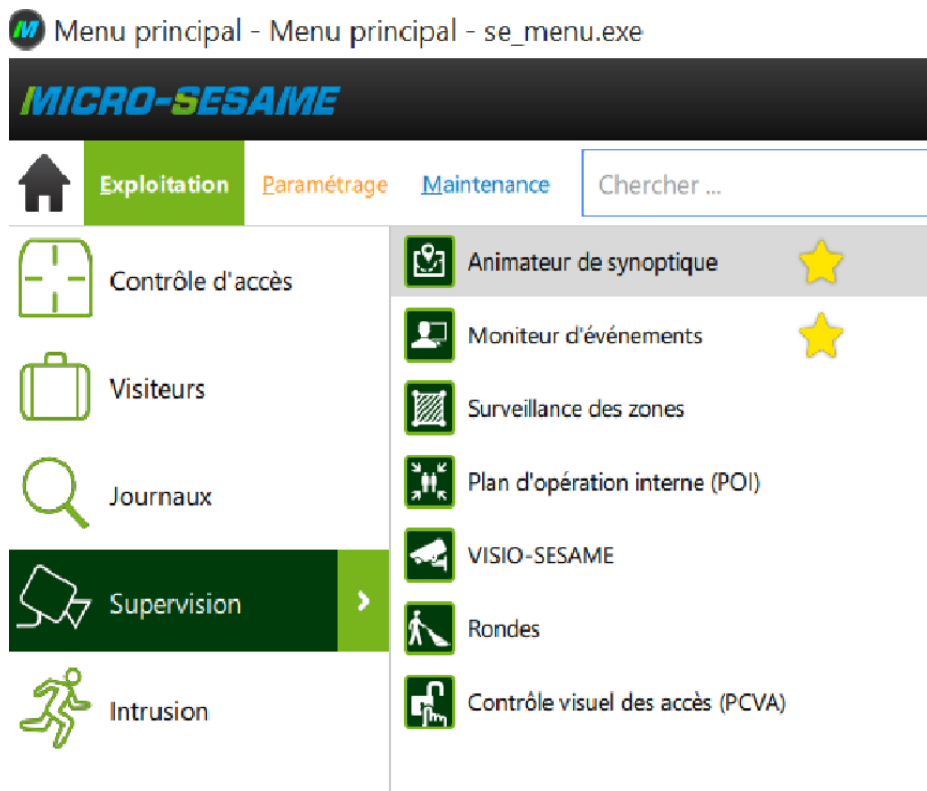 Menu principal - Menu principal - se_menu.exe
MICRO-SESAME
Exploitation Paramétrage Maintenance Chercher ...
Contrôle d'accès
Visiteurs
Journaux
Supervision
Intrusion
Animateur de synoptique
Moniteur d'événements
Surveillance des zones
Plan d'opération interne (POI)
VISIO-SESAME
Rondes
Contrôle visuel des accès (PCVA)